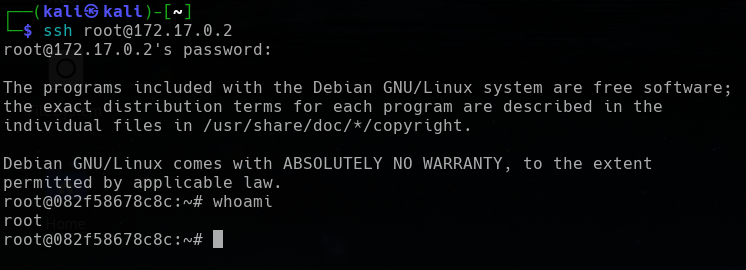 ┌──(kali㉿kali)-[~]
└─$ ssh root@172.17.0.2
root@172.17.0.2's password:
The programs included with the Debian GNU/Linux system are free software;
the exact distribution terms for each program are described in the
individual files in /usr/share/doc/*/copyright.
Debian GNU/Linux comes with ABSOLUTELY NO WARRANTY, to the extent
permitted by applicable law.
root@082f58678c8c:~# whoami
root
Home
root@082f58678c8c:~#